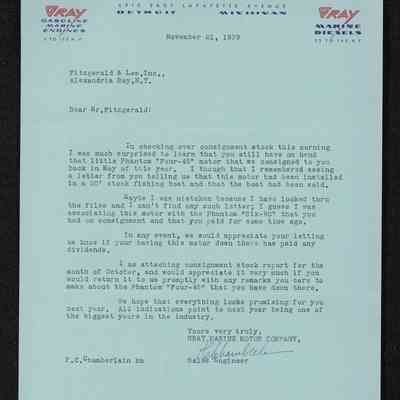 GRAY
GASOLINE
MARINE
ENGINES
EAST LAFAYETTE AVENUE
DETROIT MICHIGAN
GRAY
MARINE
DIESELS
November 21, 1939
Fitzgerald & Lee,Inc.,
Alexandria Bay,N.Y.
Dear Mr,Fitzgerald:
In checking over consignment stock this morning
I was much surprised to learn that you still have on hand
that little Phantom "Four-45" motor that we consigned to you
back in May of this year. I though that I remembered seeing
a letter from you telling us that this motor had been installed
in a 20' stock fishing boat and that the boat had been sold.
Maybe I was mistaken because I have looked thru
the files and I can't find any such letter; I guess I was
associating this motor with the Phantom that you
had on consignment and that you paid for some time ago.
In any event, we would appreciate your letting
us know if your having this motor down there has paid any
dividends.
I am attaching consignment stock report for the
month of October, and would appreciate it very much if you
would return it to me promptly with any remarks you care to
make about the Phantom "Four-45" that you have down there.
We hope that everything looks promising for you
next year. All indications point to next year being one of
the biggest years in the industry.
Yours very truly,
GRAY MARINE MOTOR COMPANY,
F.C.Chamberlain Sales Engineer